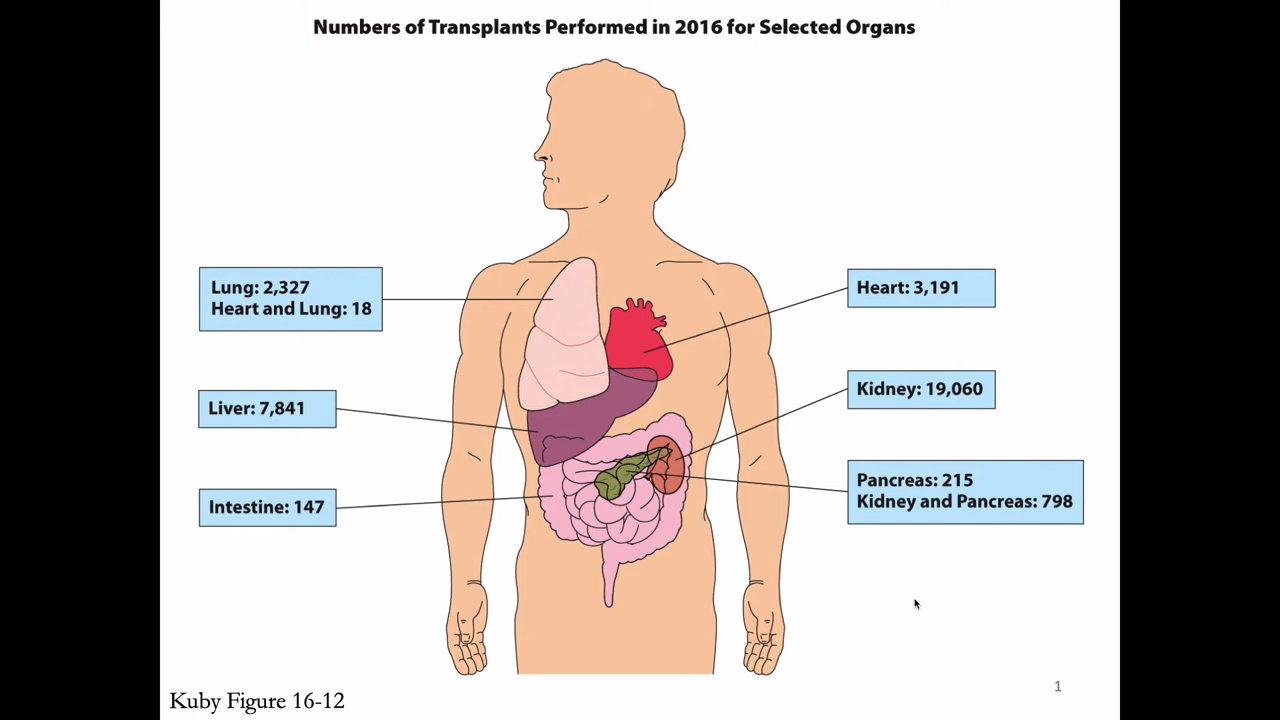 Numbers of Transplants Performed in 2016 for Selected Organs
Lung: 2,327
Heart and Lung: 18
Heart: 3,191
Liver: 7,841
Kidney: 19,060
Intestine: 147
Pancreas: 215
Kidney and Pancreas: 798
Kuby Figure 16-12
1